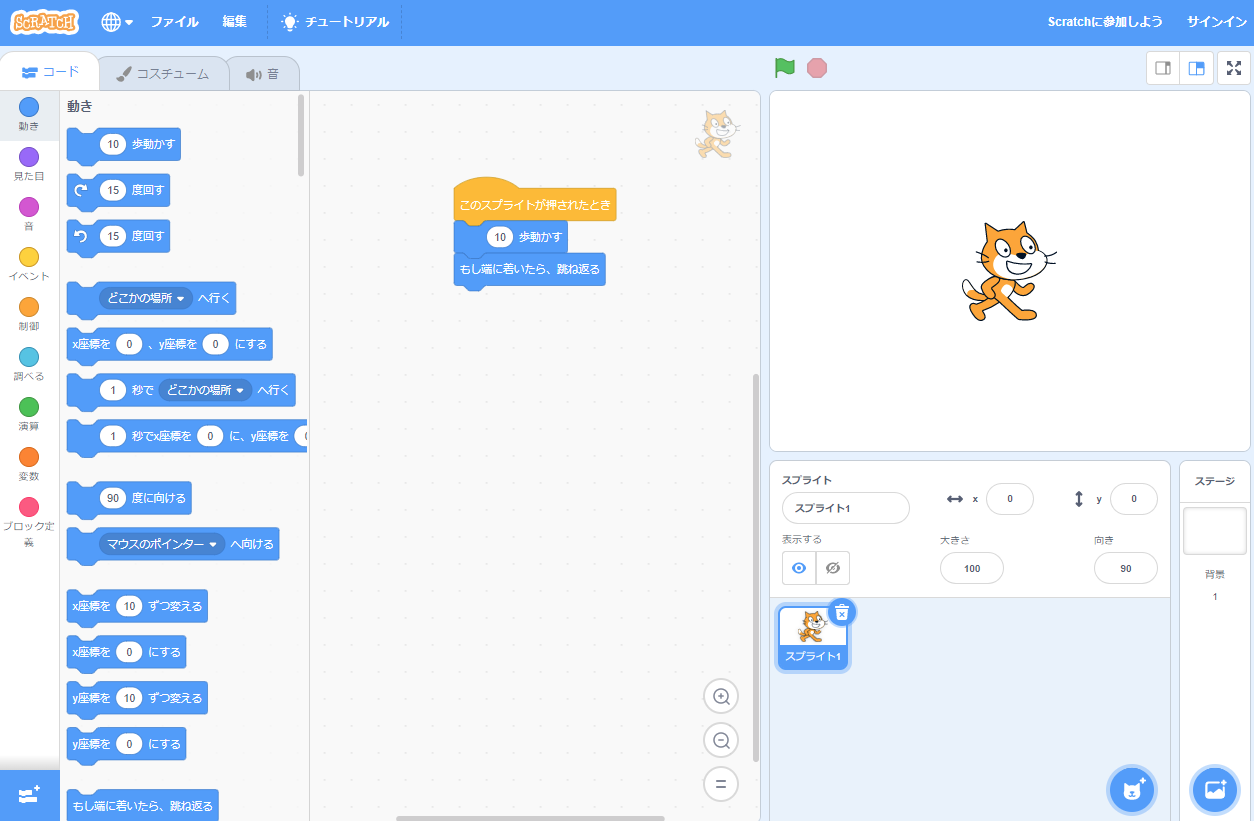 SCRATCH
ファイル
編集
チュートリアル
Scratchに参加しよう
サインイン
コード
コスチューム
音
動き
見た目
音
イベント
制御
調べる
演算
変数
ブロック定
義
動き
10 歩動かす
15 度回す
15 度回す
どこかの場所 へ行く
x座標を 0 、y座標を 0 にする
1 秒で どこかの場所 へ行く
1 秒でx座標を 0 に、y座標を
90 度に向ける
マウスのポインター へ向ける
x座標を 10 ずつ変える
x座標を 0 にする
y座標を 10 ずつ変える
y座標を 0 にする
もし端に着いたら、跳ね返る
このスプライトが押されたとき
10 歩動かす
もし端に着いたら、跳ね返る
スプライト
スプライト1
x 0
y 0
表示する
大きさ
100
向き
90
スプライト1
ステージ
背景
1